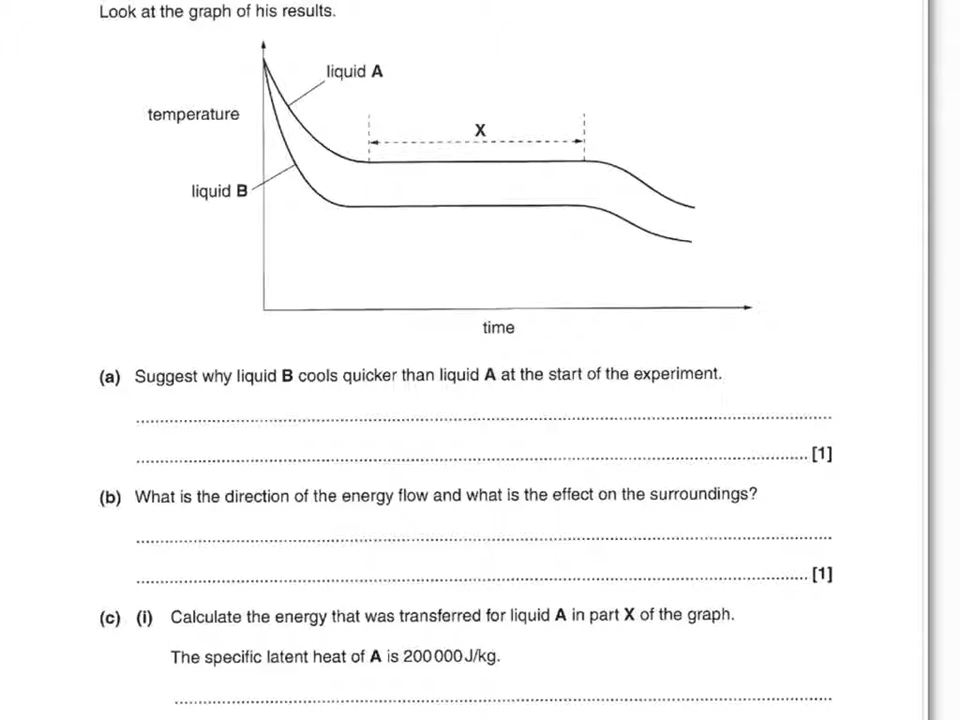 Look at the graph of his results.
liquid A
temperature
X
liquid B
time
(a) Suggest why liquid B cools quicker than liquid A at the start of the experiment.
[1]
(b) What is the direction of the energy flow and what is the effect on the surroundings?
[1]
(c) (i) Calculate the energy that was transferred for liquid A in part X of the graph.
The specific latent heat of A is 200 000 J/kg.